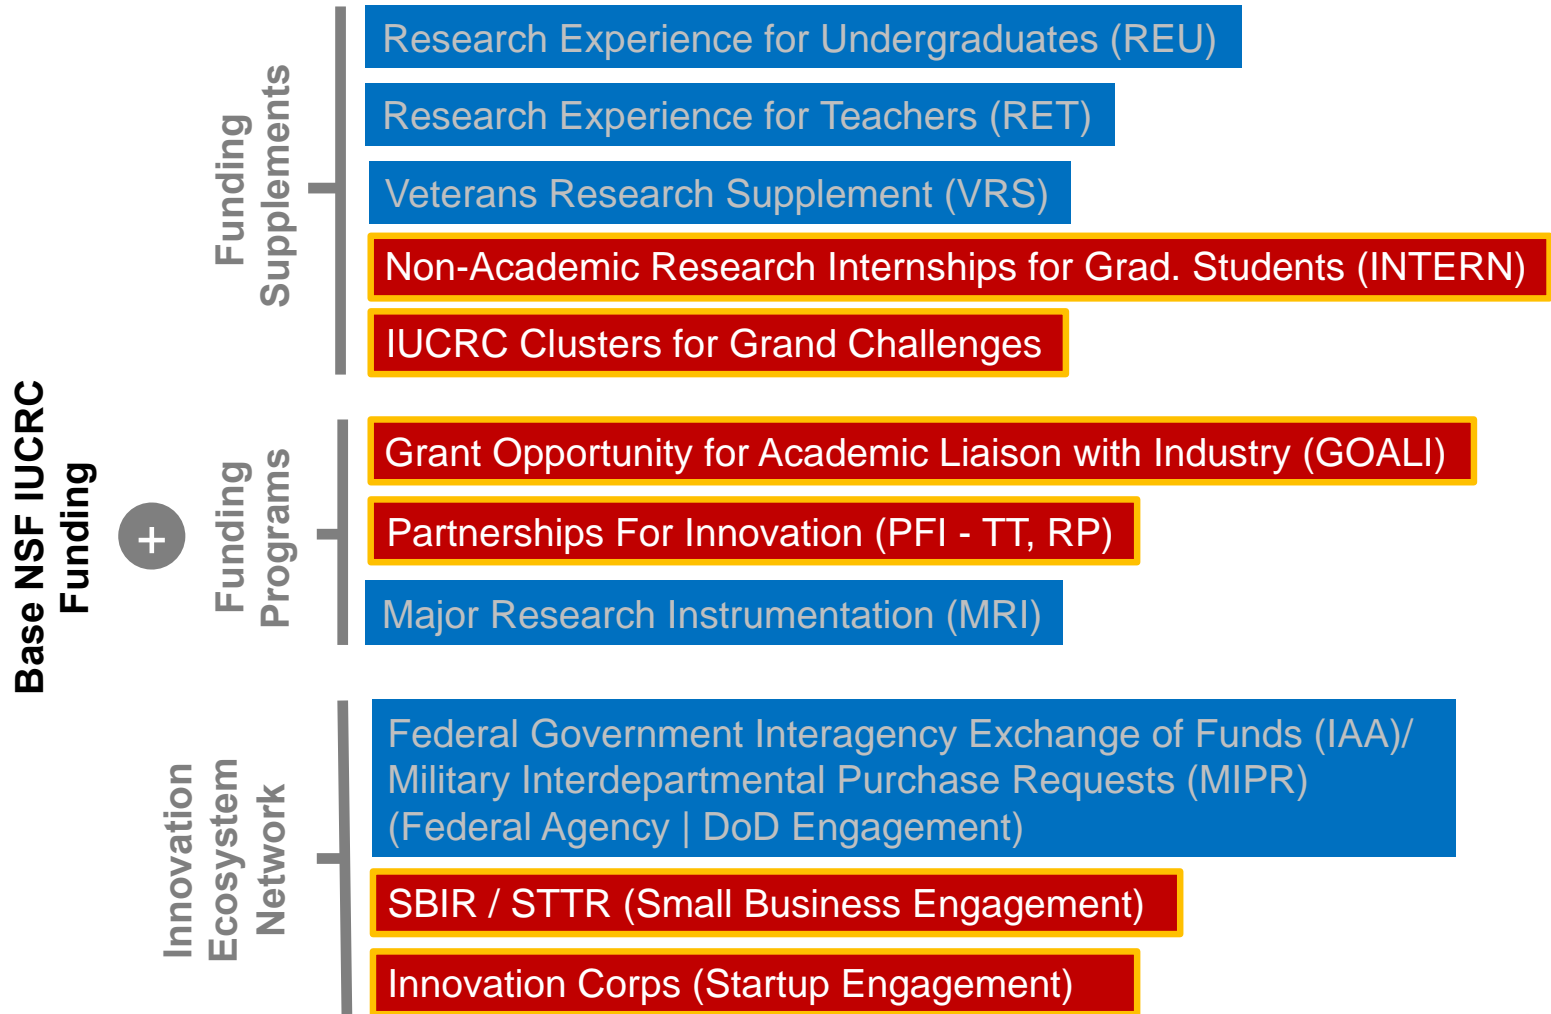 Base NSF IUCRC
Funding
+
Funding
Supplements
Research Experience for Undergraduates (REU)
Research Experience for Teachers (RET)
Veterans Research Supplement (VRS)
Non-Academic Research Internships for Grad. Students (INTERN)
IUCRC Clusters for Grand Challenges
Funding
Programs
Grant Opportunity for Academic Liaison with Industry (GOALI)
Partnerships For Innovation (PFI - TT, RP)
Major Research Instrumentation (MRI)
Innovation
Ecosystem
Network
Federal Government Interagency Exchange of Funds (IAA)/
Military Interdepartmental Purchase Requests (MIPR)
(Federal Agency | DoD Engagement)
SBIR / STTR (Small Business Engagement)
Innovation Corps (Startup Engagement)